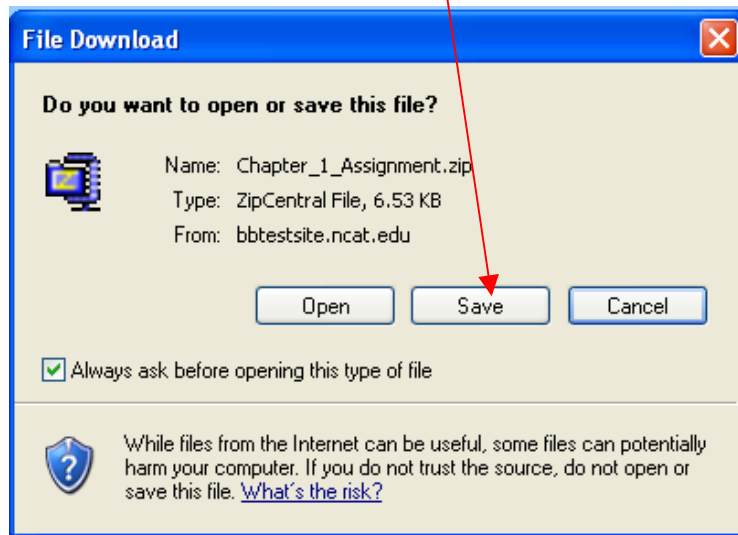 File Download
Do you want to open or save this file?
Name: Chapter_1_Assignment.zip
Type: ZipCentral File, 6.53 KB
From: bbtestsite.ncat.edu
Open Save Cancel
Always ask before opening this type of file
While files from the Internet can be useful, some files can potentially
harm your computer. If you do not trust the source, do not open or
save this file. What's the risk?